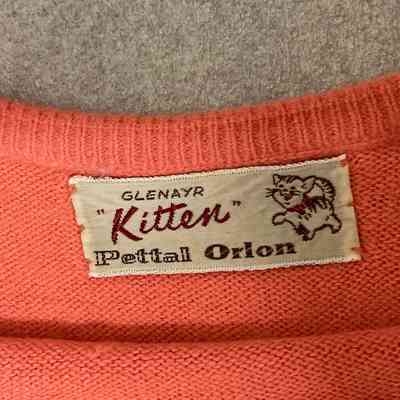 GLENAYR
"Kitten"
Pettal Orlon